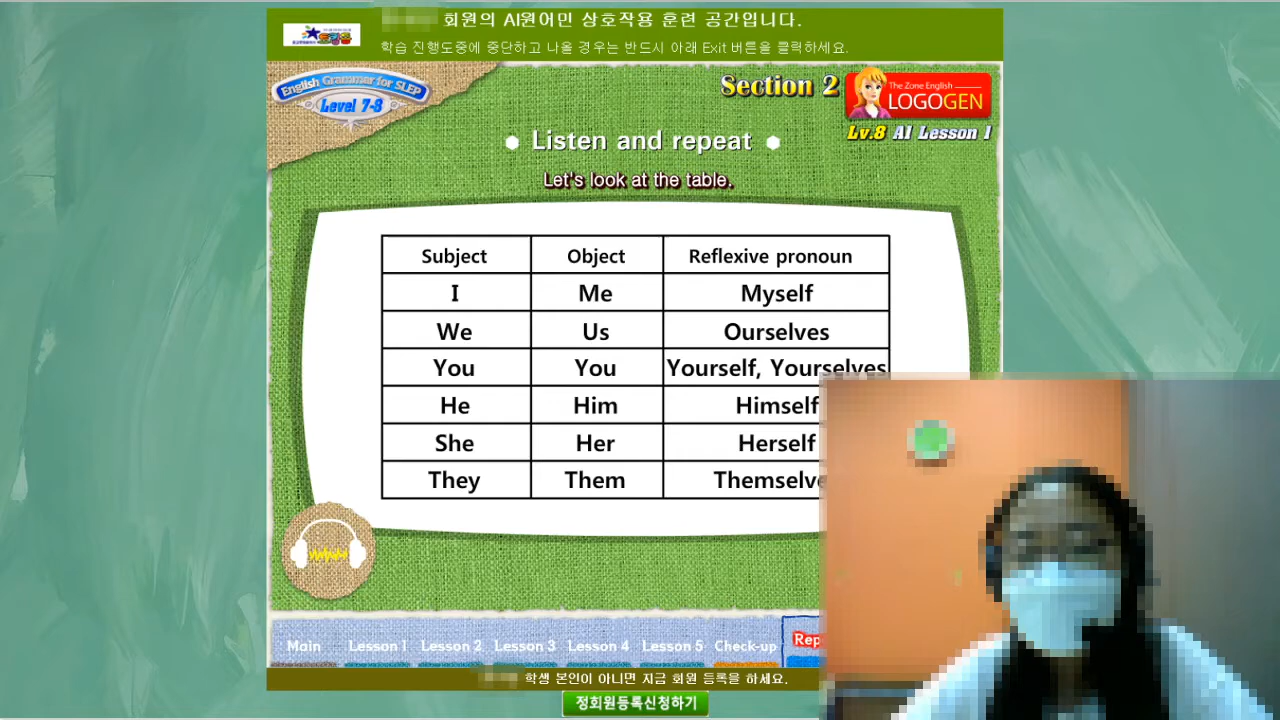 회원의 AI원어민 상호작용 훈련 공간입니다.
학습 진행도중에 중단하고 나올 경우는 반드시 아래 Exit 버튼을 클릭하세요.
English Grammar for SLEP
Level 7-8
Section 2
The Zone English
LOGOGEN
Lv.8 AI Lesson 1
Listen and repeat
Let's look at the table.
Subject Object Reflexive pronoun
I Me Myself
We Us Ourselves
You You Yourself, Yourselves
He Him Himself
She Her Herself
They Them Themselve
Main Lesson 1 Lesson 2 Lesson 3 Lesson 4 Lesson 5 Check-up Rep
학생 본인이 아니면 지금 회원 등록을 하세요.
정회원등록신청하기